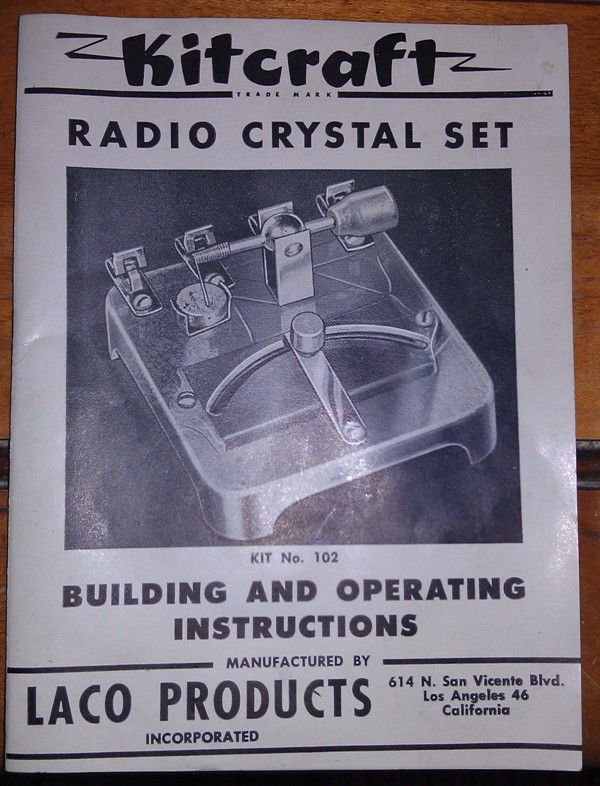 Kitcraft
TRADE MARK
RADIO CRYSTAL SET
KIT No. 102
BUILDING AND OPERATING
INSTRUCTIONS
MANUFACTURED BY
LACO PRODUCTS
INCORPORATED
614 N. San Vicente Blvd.
Los Angeles 46
California